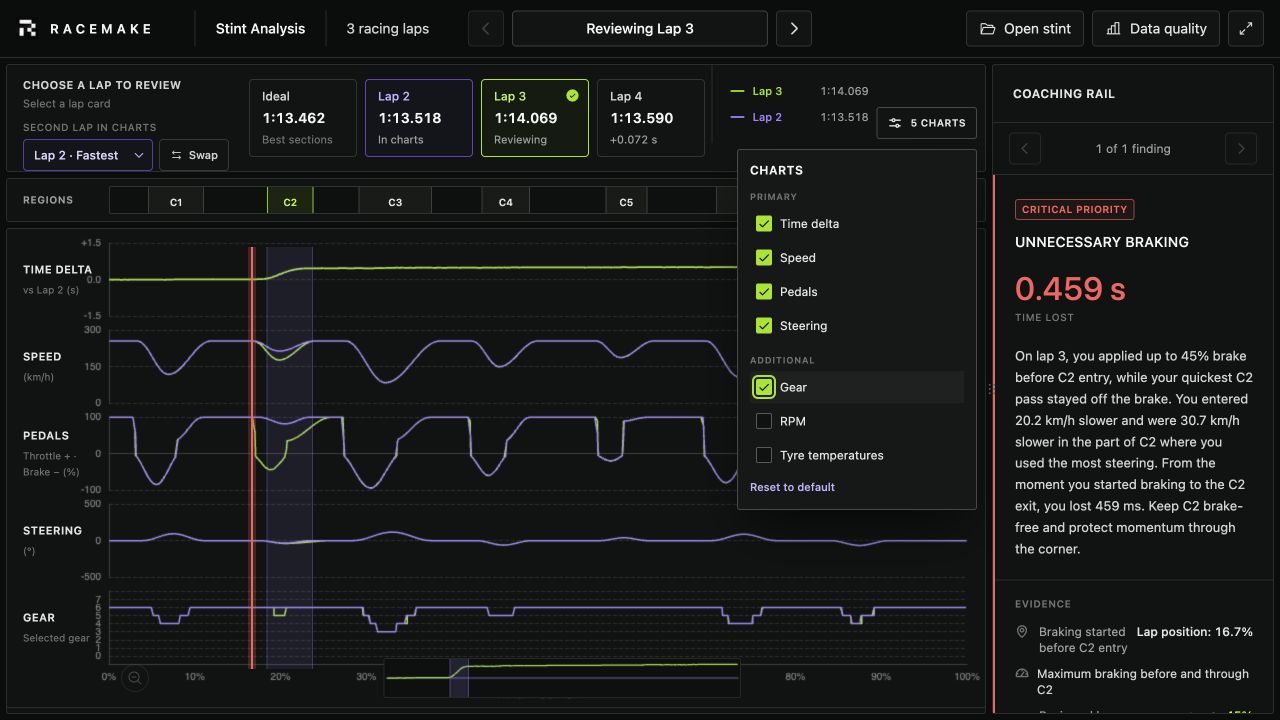 RACEMAKE
Stint Analysis
3 racing laps
Reviewing Lap 3
Open stint
Data quality
CHOOSE A LAP TO REVIEW
Select a lap card
SECOND LAP IN CHARTS
Lap 2 · Fastest
Swap
Ideal
1:13.462
Best sections
Lap 2
1:13.518
In charts
Lap 3
1:14.069
Reviewing
Lap 4
1:13.590
+0.072 s
Lap 3 1:14.069
Lap 2 1:13.518
5 CHARTS
REGIONS
C1
C2
C3
C4
C5
CHARTS
PRIMARY
Time delta
Speed
Pedals
Steering
ADDITIONAL
Gear
RPM
Tyre temperatures
Reset to default
TIME DELTA
vs Lap 2 (s)
+1.5
0.0
-1.5
SPEED
(km/h)
300
150
0
PEDALS
Throttle + ·
Brake − (%)
100
0
-100
STEERING
(°)
500
0
-500
GEAR
Selected gear
7
6
5
4
3
2
1
0
0%
10%
20%
30%
80%
90%
100%
COACHING RAIL
1 of 1 finding
CRITICAL PRIORITY
UNNECESSARY BRAKING
0.459 s
TIME LOST
On lap 3, you applied up to 45% brake
before C2 entry, while your quickest C2
pass stayed off the brake. You entered
20.2 km/h slower and were 30.7 km/h
slower in the part of C2 where you
used the most steering. From the
moment you started braking to the C2
exit, you lost 459 ms. Keep C2 brake-
free and protect momentum through
the corner.
EVIDENCE
Braking started Lap position: 16.7%
before C2 entry
Maximum braking before and through
C2